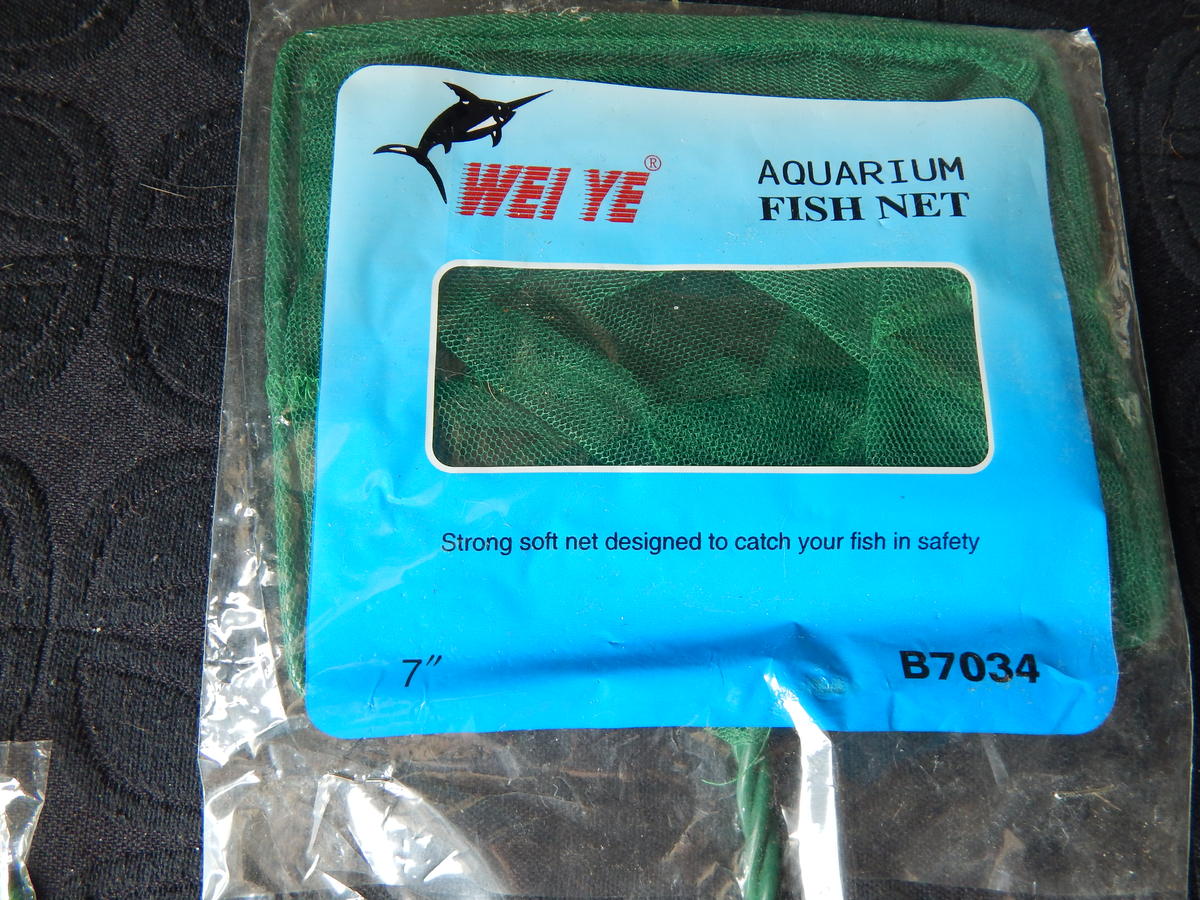 WEI YE®
AQUARIUM
FISH NET
Strong soft net designed to catch your fish in safety
7"
B7034